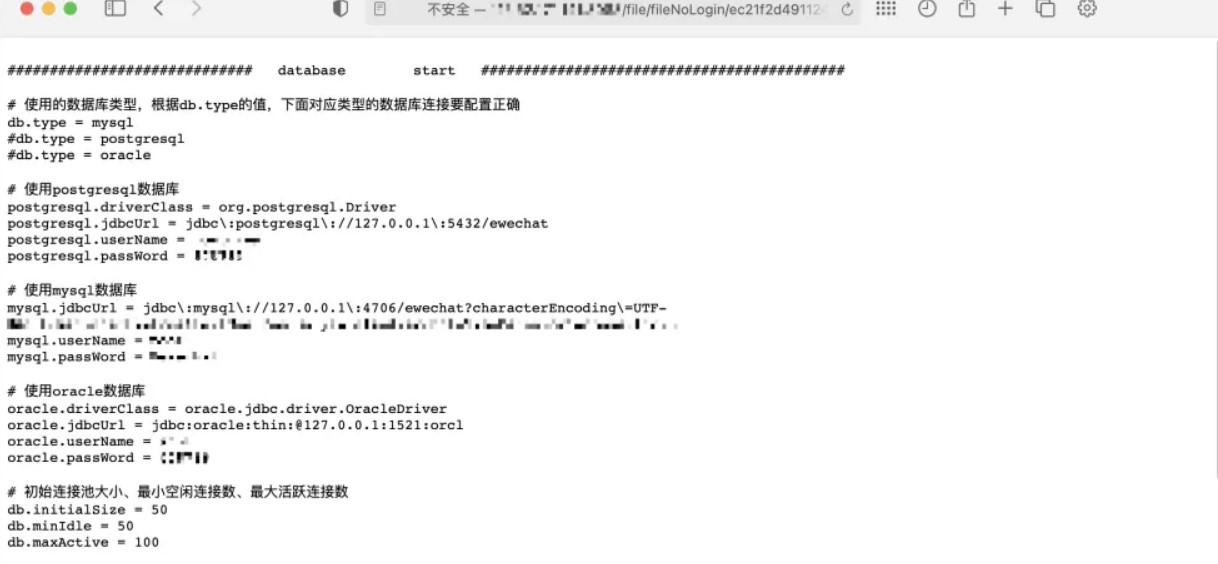 不安全 — /file/fileNoLogin/ec21f2d49112
############################# database start ###########################################
# 使用的数据库类型，根据db.type的值，下面对应类型的数据库连接要配置正确
db.type = mysql
#db.type = postgresql
#db.type = oracle
# 使用postgresql数据库
postgresql.driverClass = org.postgresql.Driver
postgresql.jdbcUrl = jdbc\:postgresql\://127.0.0.1\:5432/ewechat
postgresql.userName =
postgresql.passWord =
# 使用mysql数据库
mysql.jdbcUrl = jdbc\:mysql\://127.0.0.1\:4706/ewechat?characterEncoding\=UTF-
mysql.userName =
mysql.passWord =
# 使用oracle数据库
oracle.driverClass = oracle.jdbc.driver.OracleDriver
oracle.jdbcUrl = jdbc:oracle:thin:@127.0.0.1:1521:orcl
oracle.userName =
oracle.passWord =
# 初始连接池大小、最小空闲连接数、最大活跃连接数
db.initialSize = 50
db.minIdle = 50
db.maxActive = 100